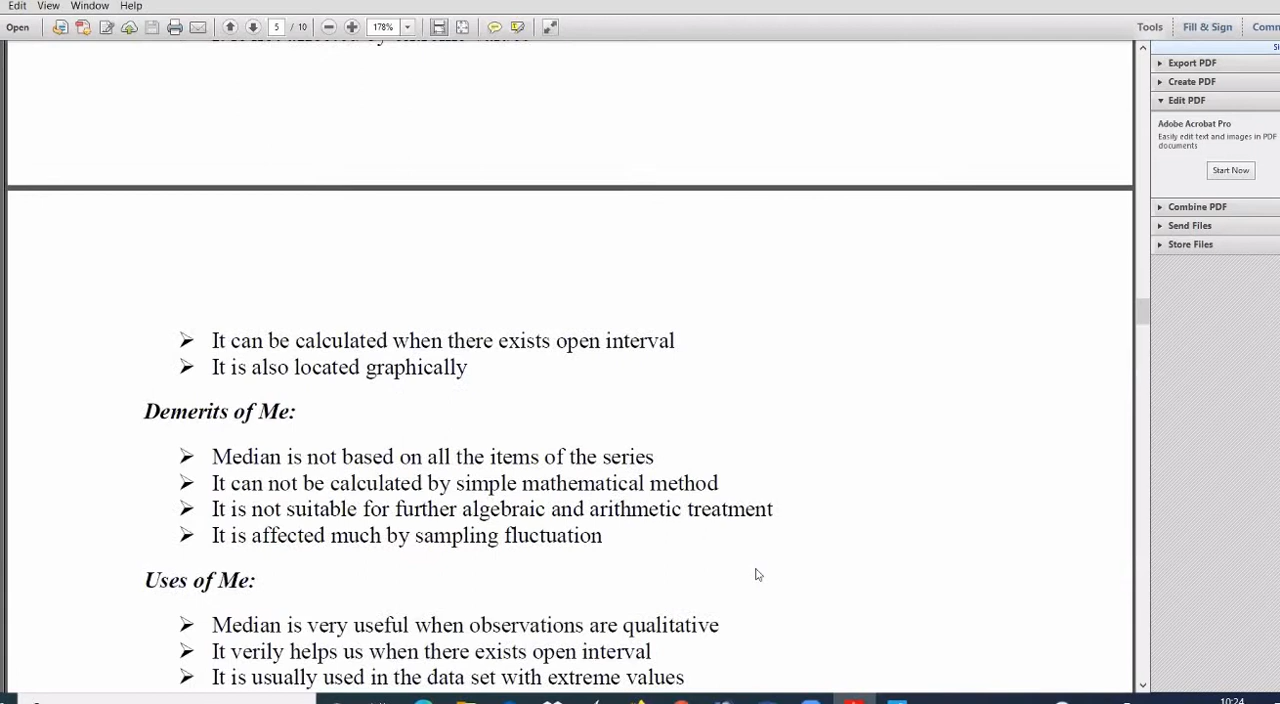 Edit View Window Help
Open 5 / 10 178% Tools Fill & Sign
Export PDF
Create PDF
Edit PDF
Adobe Acrobat Pro
Easily edit text and images in PDF
documents
Start Now
Combine PDF
Send Files
Store Files
➢ It can be calculated when there exists open interval
➢ It is also located graphically
Demerits of Me:
➢ Median is not based on all the items of the series
➢ It can not be calculated by simple mathematical method
➢ It is not suitable for further algebraic and arithmetic treatment
➢ It is affected much by sampling fluctuation
Uses of Me:
➢ Median is very useful when observations are qualitative
➢ It verily helps us when there exists open interval
➢ It is usually used in the data set with extreme values
10:24